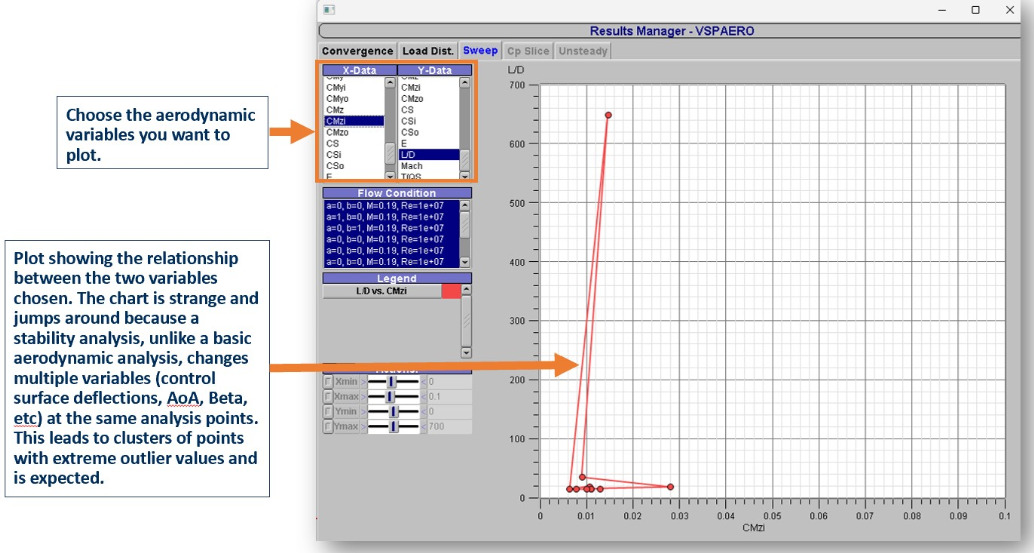 Results Manager - VSPAERO
Convergence Load Dist. Sweep Cp Slice Unsteady
Choose the aerodynamic
variables you want to
plot.
Plot showing the relationship
between the two variables
chosen. The chart is strange and
jumps around because a
stability analysis, unlike a basic
aerodynamic analysis, changes
multiple variables (control
surface deflections, AoA, Beta,
etc) at the same analysis points.
This leads to clusters of points
with extreme outlier values and
is expected.
X-Data
CMyi
CMyo
CMz
CMzi
CMzo
CS
CSi
CSo
E
Y-Data
CMzi
CMzo
CS
CSi
CSo
E
L/D
Mach
T/QS
Flow Condition
a=0, b=0, M=0.19, Re=1e+07
a=1, b=0, M=0.19, Re=1e+07
a=0, b=1, M=0.19, Re=1e+07
a=0, b=0, M=0.19, Re=1e+07
a=0, b=0, M=0.19, Re=1e+07
a=0, b=0, M=0.19, Re=1e+07
Legend
L/D vs. CMzi
F Xmin > < 0
F Xmax > < 0.1
F Ymin > < 0
F Ymax > < 700
L/D
700
600
500
400
300
200
100
0
0 0.01 0.02 0.03 0.04 0.05 0.06 0.07 0.08 0.09 0.1
CMzi